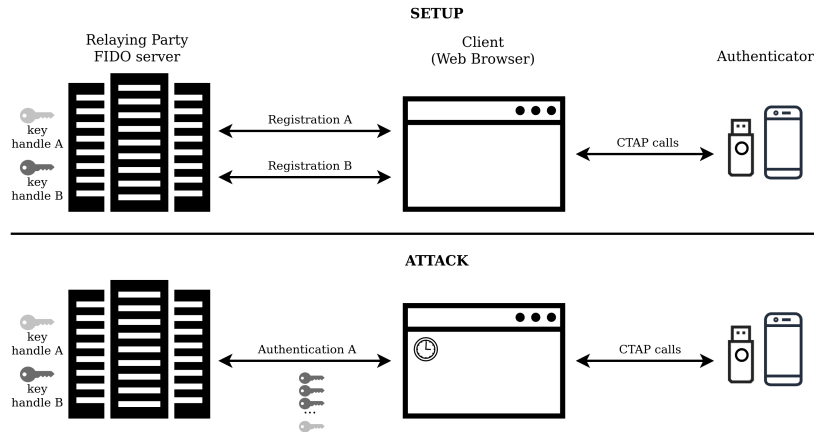 SETUP
Relaying Party
FIDO server
Client
(Web Browser)
Authenticator
key
handle A
key
handle B
Registration A
Registration B
CTAP calls
ATTACK
key
handle A
key
handle B
Authentication A
...
CTAP calls